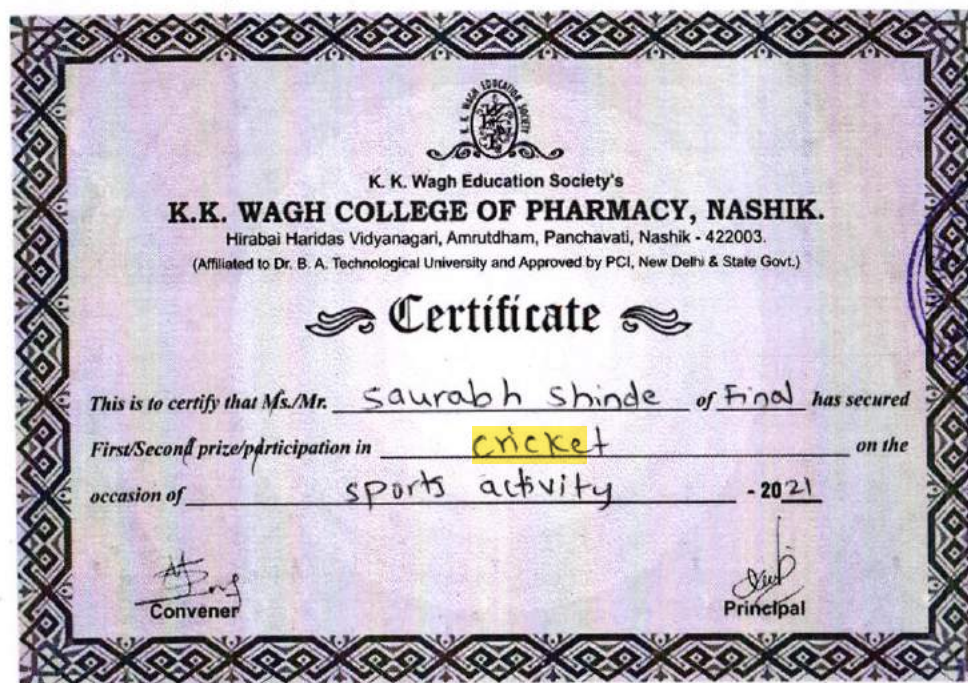 K. K. WAGH EDUCATION SOCIETY
K. K. Wagh Education Society's
K.K. WAGH COLLEGE OF PHARMACY, NASHIK.
Hirabai Haridas Vidyanagari, Amrutdham, Panchavati, Nashik - 422003.
(Affiliated to Dr. B. A. Technological University and Approved by PCI, New Delhi & State Govt.)
Certificate
This is to certify that Ms./Mr. Saurabh Shinde of Final has secured
First/Second prize/participation in cricket on the
occasion of sports activity - 2021
Convener Principal